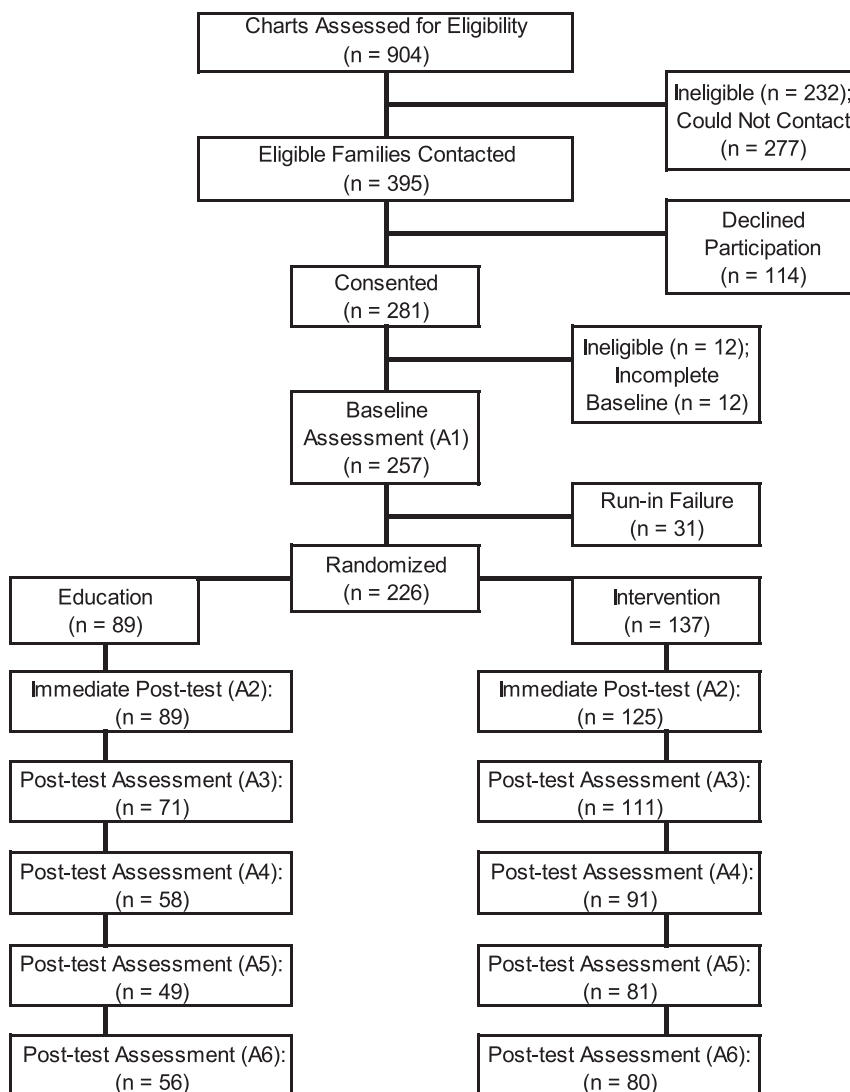 Charts Assessed for Eligibility
(n = 904)
Ineligible (n = 232);
Could Not Contact
(n = 277)
Eligible Families Contacted
(n = 395)
Declined
Participation
(n = 114)
Consented
(n = 281)
Ineligible (n = 12);
Incomplete
Baseline (n = 12)
Baseline
Assessment (A1)
(n = 257)
Run-in Failure
(n = 31)
Randomized
(n = 226)
Education
(n = 89)
Intervention
(n = 137)
Immediate Post-test (A2):
(n = 89)
Immediate Post-test (A2):
(n = 125)
Post-test Assessment (A3):
(n = 71)
Post-test Assessment (A3):
(n = 111)
Post-test Assessment (A4):
(n = 58)
Post-test Assessment (A4):
(n = 91)
Post-test Assessment (A5):
(n = 49)
Post-test Assessment (A5):
(n = 81)
Post-test Assessment (A6):
(n = 56)
Post-test Assessment (A6):
(n = 80)